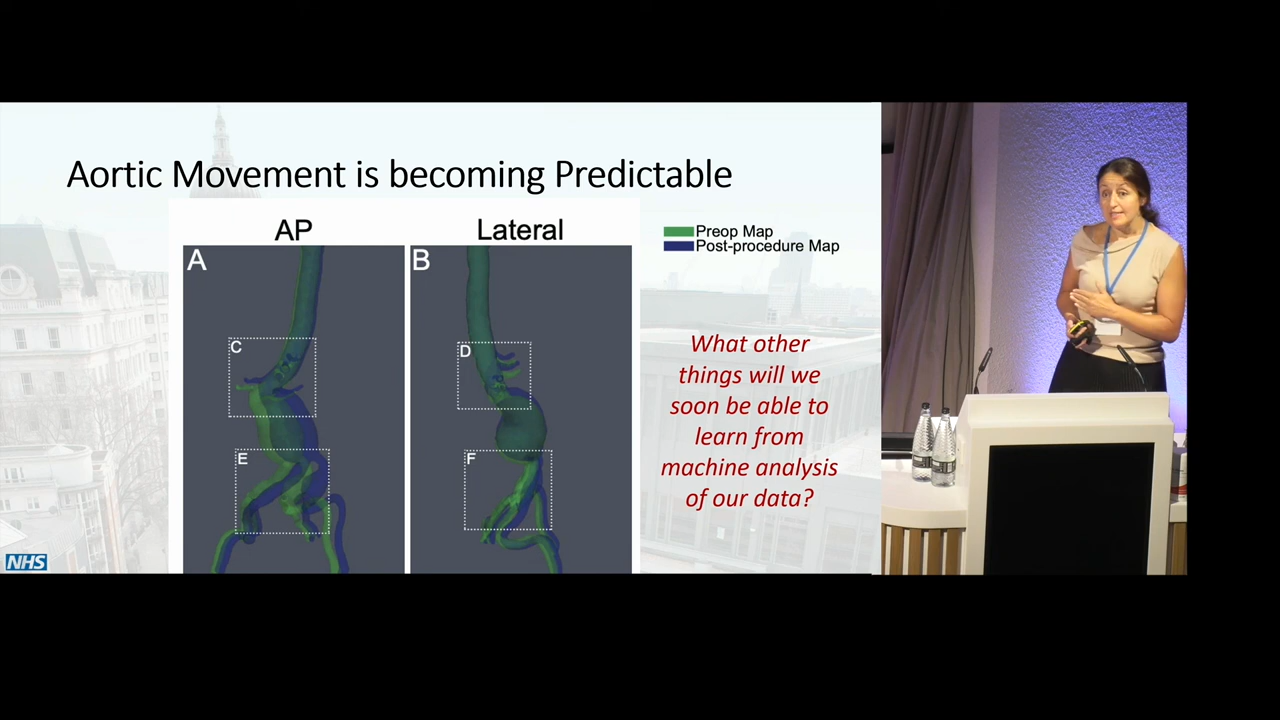 Aortic Movement is becoming Predictable
AP
Lateral
Preop Map
Post-procedure Map
A
B
C
D
E
F
What other
things will we
soon be able to
learn from
machine analysis
of our data?
NHS